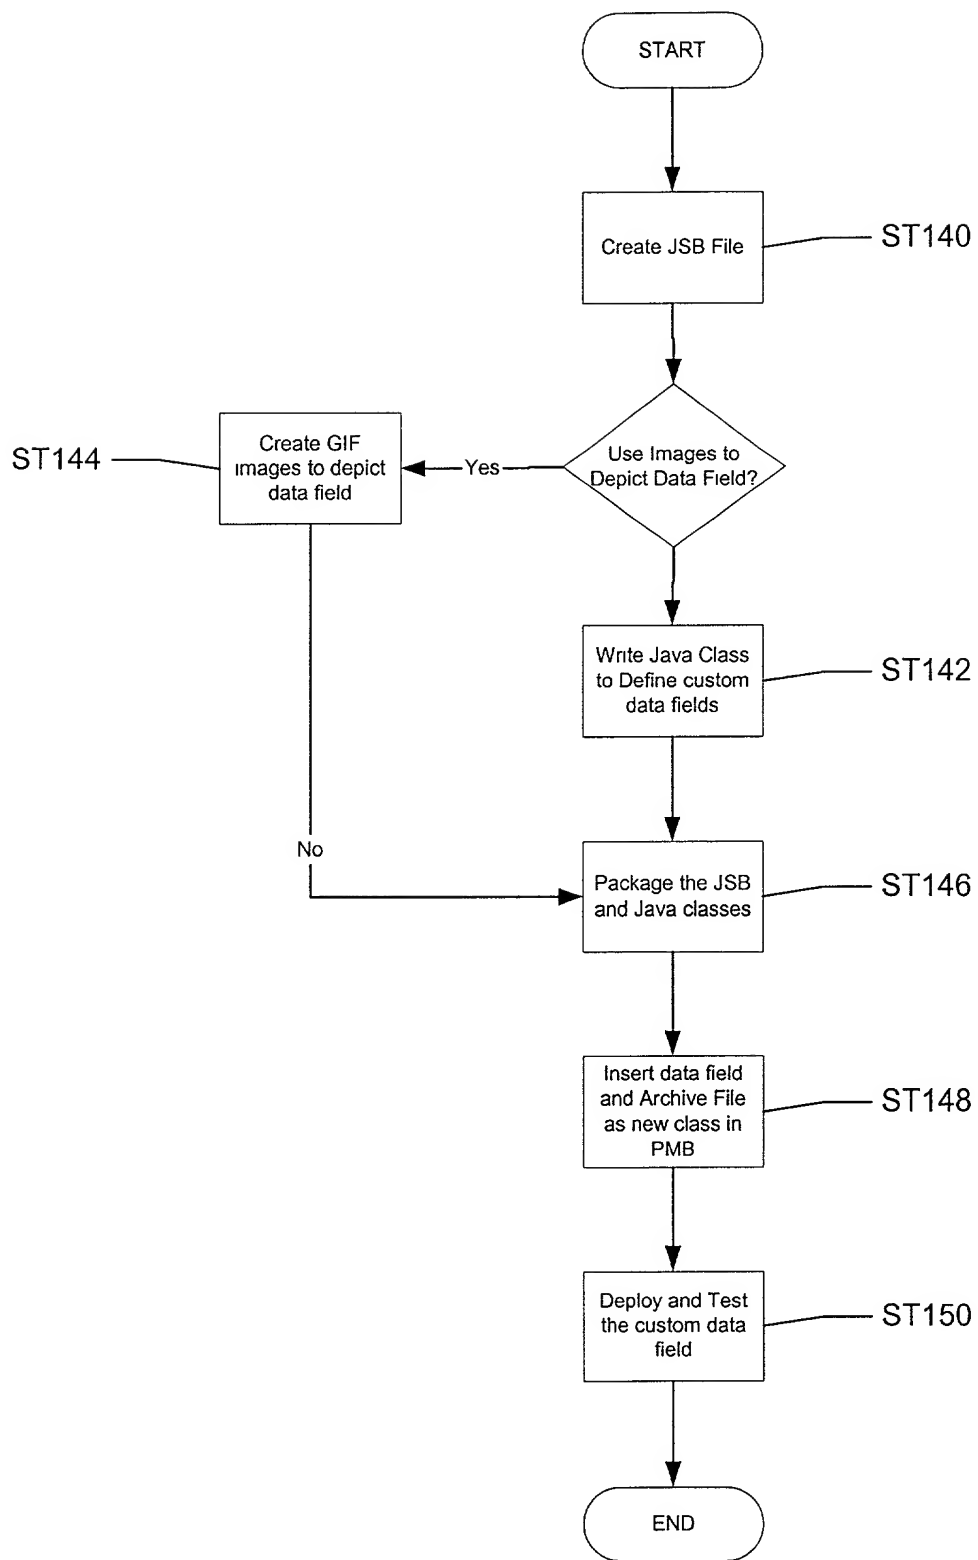 START
Create JSB File
ST140
Use Images to
Depict Data Field?
Yes
Create GIF
images to depict
data field
ST144
Write Java Class
to Define custom
data fields
ST142
No
Package the JSB
and Java classes
ST146
Insert data field
and Archive File
as new class in
PMB
ST148
Deploy and Test
the custom data
field
ST150
END